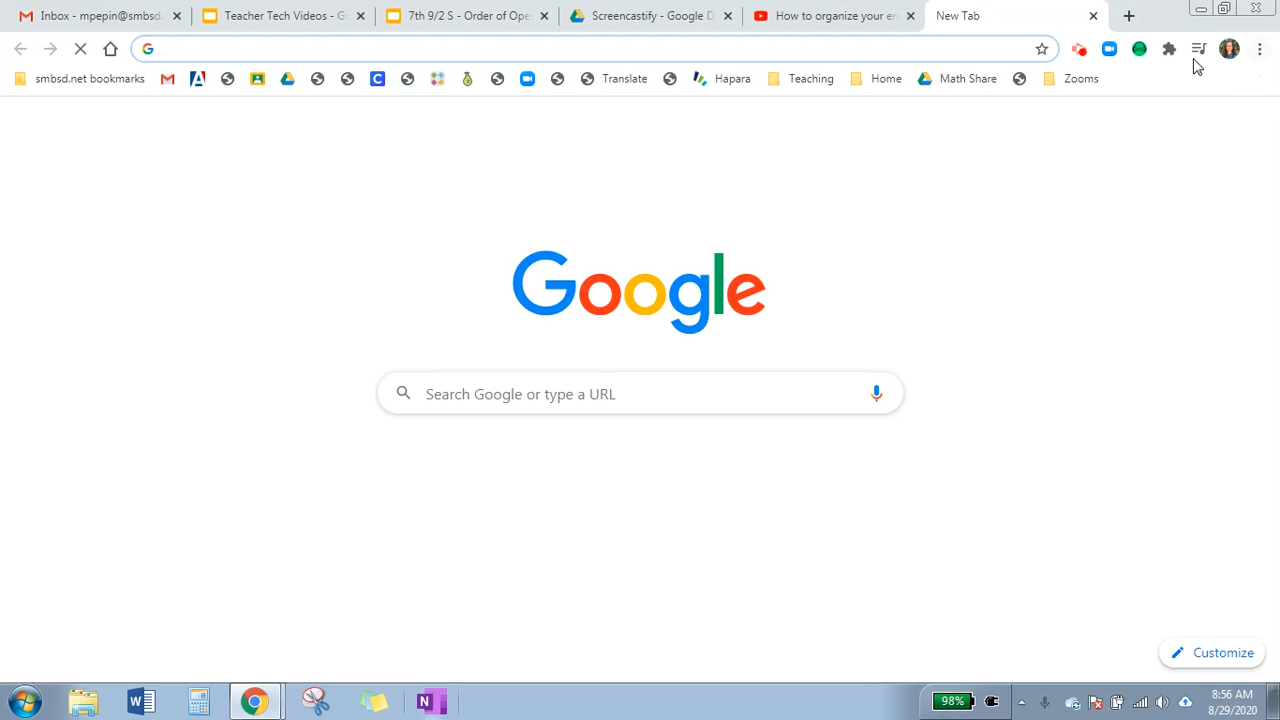 Inbox - mpepin@smbsd. Teacher Tech Videos - G 7th 9/2 S - Order of Ope Screencastify - Google D How to organize your en New Tab
smbsd.net bookmarks Translate Hapara Teaching Home Math Share Zooms
Google
Search Google or type a URL
Customize
98% 8:56 AM
8/29/2020